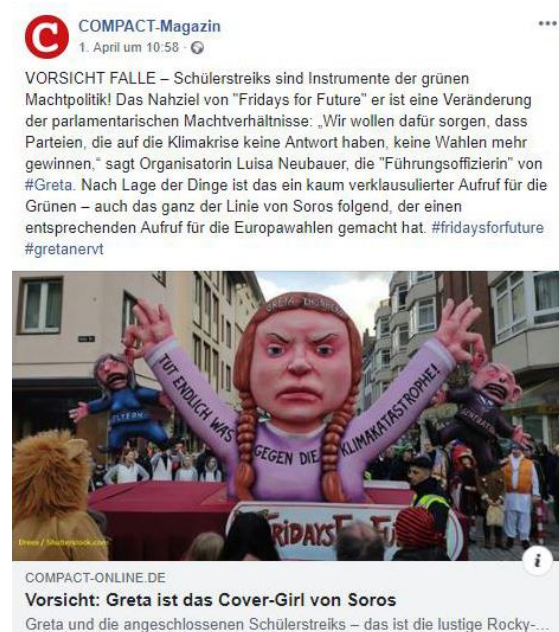 COMPACT-Magazin
1. April um 10:58
VORSICHT FALLE – Schülerstreiks sind Instrumente der grünen
Machtpolitik! Das Nahziel von "Fridays for Future" er ist eine Veränderung
der parlamentarischen Machtverhältnisse: „Wir wollen dafür sorgen, dass
Parteien, die auf die Klimakrise keine Antwort haben, keine Wahlen mehr
gewinnen,“ sagt Organisatorin Luisa Neubauer, die "Führungsoffizierin" von
#Greta. Nach Lage der Dinge ist das ein kaum verklausulierter Aufruf für die
Grünen – auch das ganz der Linie von Soros folgend, der einen
entsprechenden Aufruf für die Europawahlen gemacht hat. #fridaysforfuture
#gretanervt
GRETA THUNBERG
TUT ENDLICH WAS
GEGEN DIE
KLIMAKATASTROPHE!
ELTERN
FRIDAYS FOR FU
/ Shutterstock.com
COMPACT-ONLINE.DE
Vorsicht: Greta ist das Cover-Girl von Soros
Greta und die angeschlossenen Schülerstreiks – das ist die lustige Rocky-...